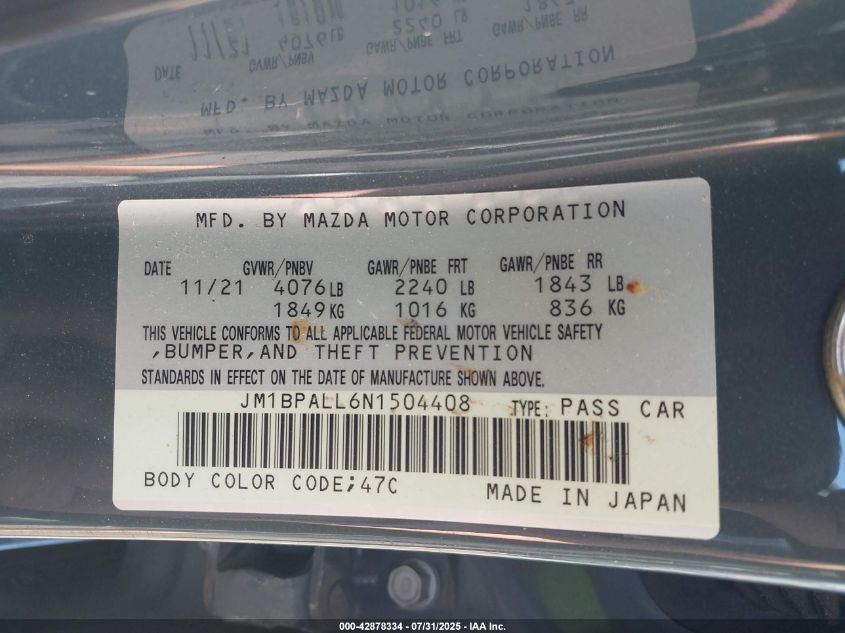 MFD. BY MAZDA MOTOR CORPORATION
DATE GVWR/PNBV GAWR/PNBE FRT GAWR/PNBE RR
11/21 4076LB 2240 LB 1843 LB
1849KG 1016 KG 836 KG
THIS VEHICLE CONFORMS TO ALL APPLICABLE FEDERAL MOTOR VEHICLE SAFETY
,BUMPER,AND THEFT PREVENTION
STANDARDS IN EFFECT ON THE DATE OF MANUFACTURE SHOWN ABOVE.
JM1BPALL6N1504408 TYPE: PASS CAR
BODY COLOR CODE;47C MADE IN JAPAN
000-42878334 - 07/31/2025 - IAA Inc.